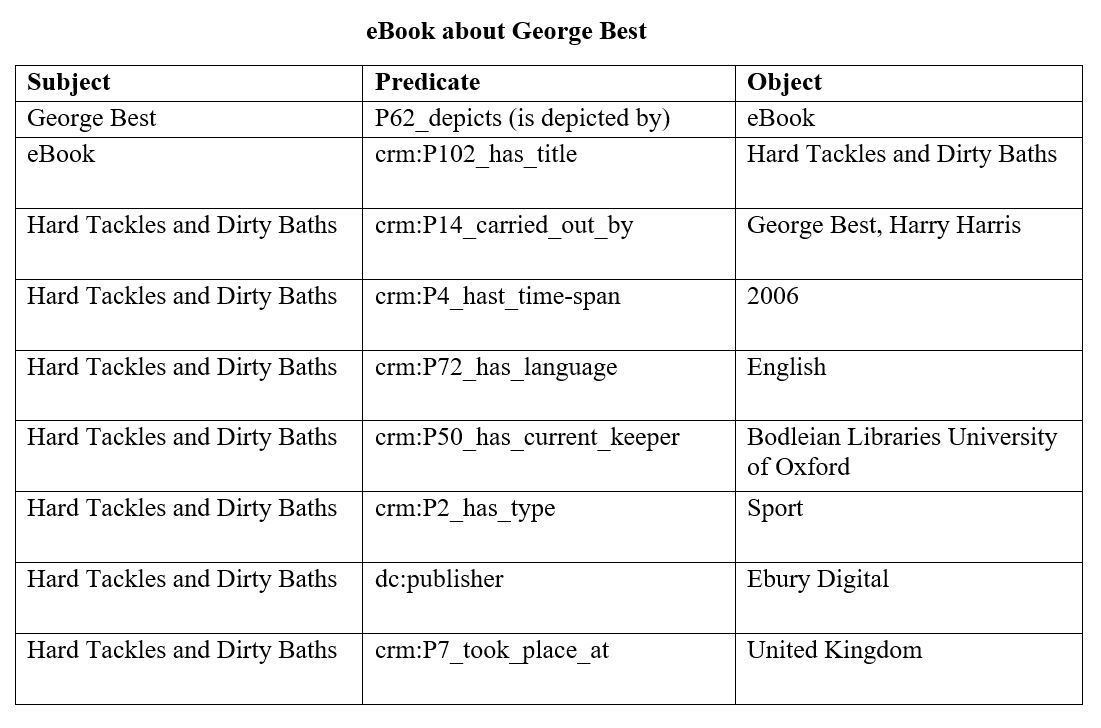 eBook about George Best
Subject Predicate Object
George Best P62_depicts (is depicted by) eBook
eBook crm:P102_has_title Hard Tackles and Dirty Baths
Hard Tackles and Dirty Baths crm:P14_carried_out_by George Best, Harry Harris
Hard Tackles and Dirty Baths crm:P4_hast_time-span 2006
Hard Tackles and Dirty Baths crm:P72_has_language English
Hard Tackles and Dirty Baths crm:P50_has_current_keeper Bodleian Libraries University
of Oxford
Hard Tackles and Dirty Baths crm:P2_has_type Sport
Hard Tackles and Dirty Baths dc:publisher Ebury Digital
Hard Tackles and Dirty Baths crm:P7_took_place_at United Kingdom